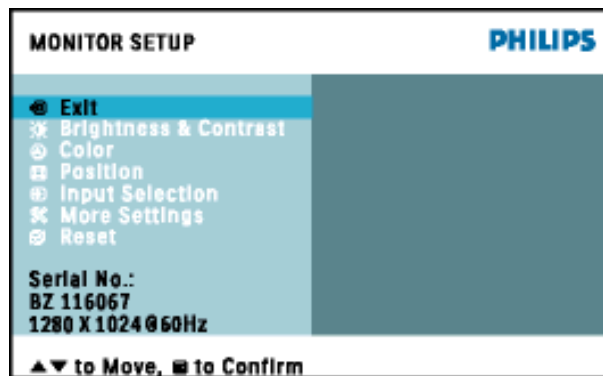 MONITOR SETUP
PHILIPS
Exit
Brightness & Contrast
Color
Position
Input Selection
More Settings
Reset
Serial No.:
BZ 116067
1280 X 1024@60Hz
▲▼ to Move, to Confirm